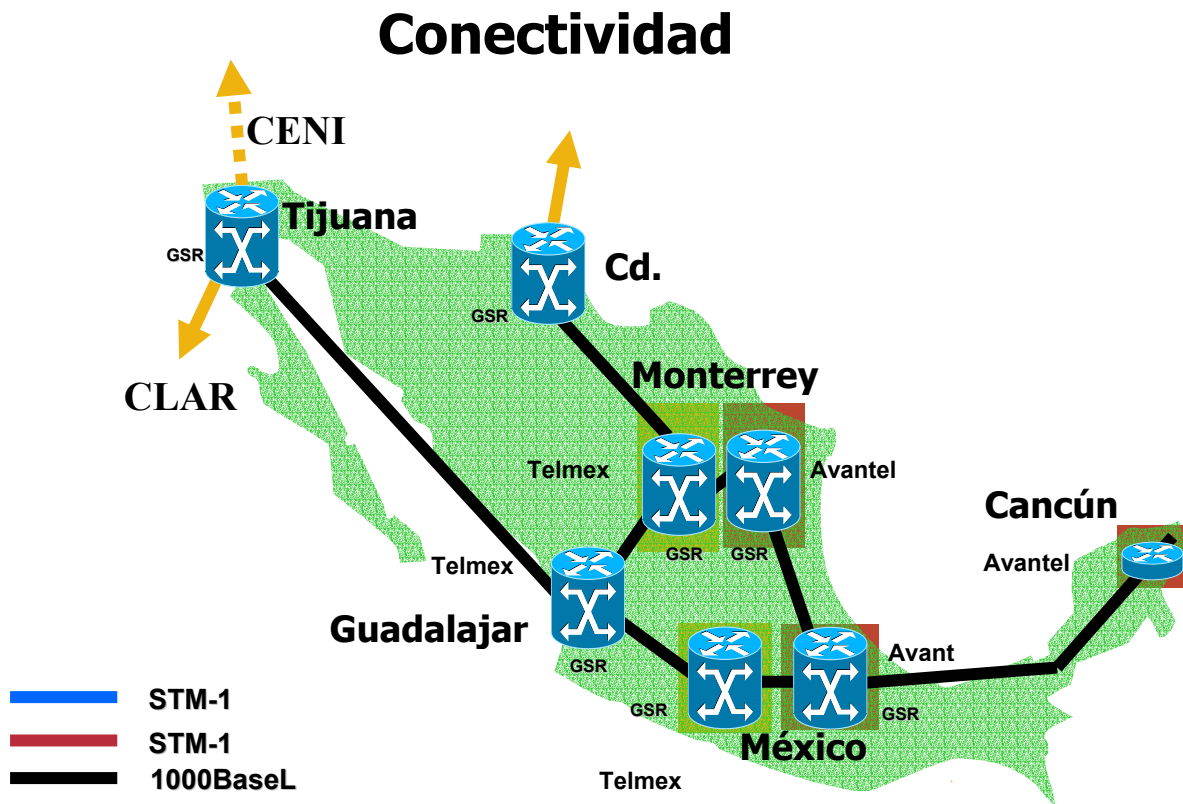 Conectividad
CENI
Tijuana
GSR
Cd.
GSR
CLAR
Monterrey
Telmex
Avantel
Cancún
GSR
GSR
Avantel
Telmex
Guadalajar
GSR
Avant
GSR
GSR
STM-1
STM-1
México
1000BaseL
Telmex